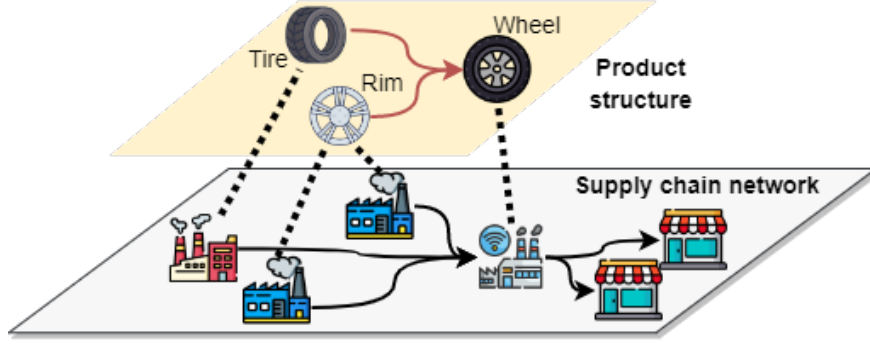 Wheel
Tire
Rim
Product
structure
Supply chain network